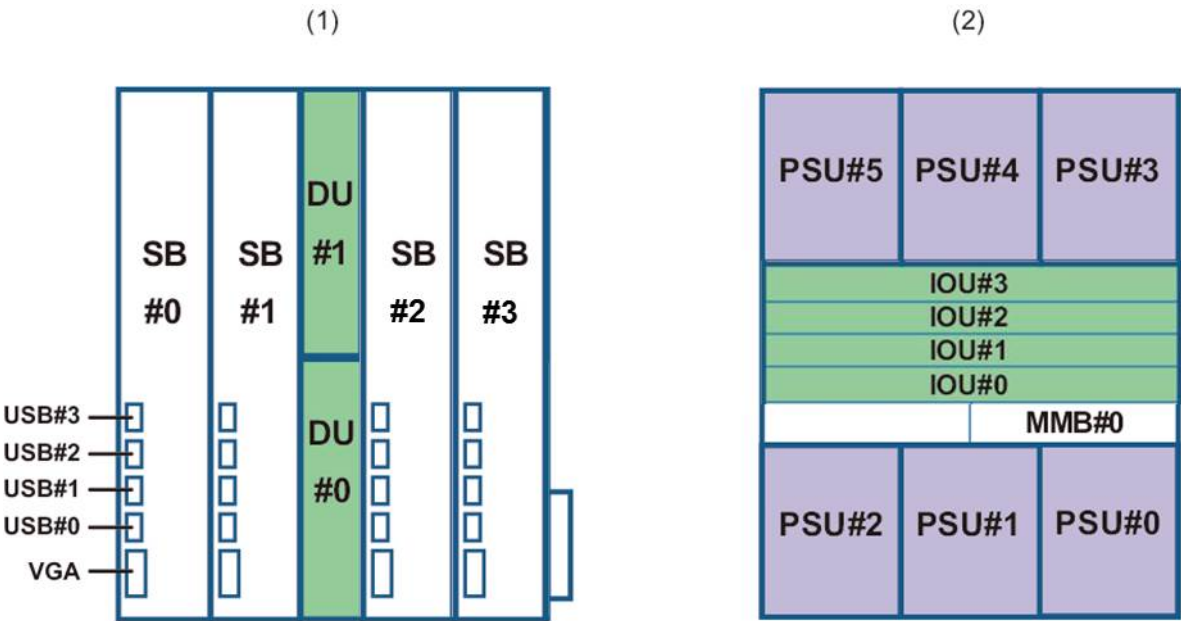 (1)
(2)
SB
#0
SB
#1
DU
#1
DU
#0
SB
#2
SB
#3
USB#3
USB#2
USB#1
USB#0
VGA
PSU#5
PSU#4
PSU#3
IOU#3
IOU#2
IOU#1
IOU#0
MMB#0
PSU#2
PSU#1
PSU#0